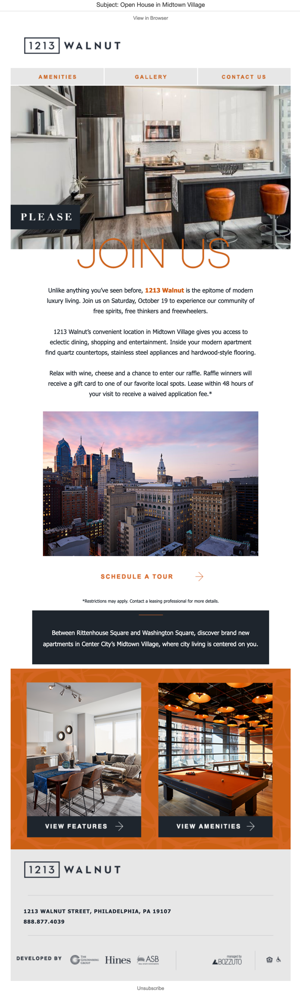 Subject: Open House in Midtown Village
View in Browser
1213 WALNUT
AMENITIES
GALLERY
CONTACT US
PLEASE
JOIN US
Unlike anything you’ve seen before, 1213 Walnut is the epitome of modern
luxury living. Join us on Saturday, October 19 to experience our community of
free spirits, free thinkers and freewheelers.
1213 Walnut’s convenient location in Midtown Village gives you access to
eclectic dining, shopping and entertainment. Inside your modern apartment
find quartz countertops, stainless steel appliances and hardwood-style flooring.
Relax with wine, cheese and a chance to enter our raffle. Raffle winners will
receive a gift card to one of our favorite local spots. Lease within 48 hours of
your visit to receive a waived application fee.*
SCHEDULE A TOUR
*Restrictions may apply. Contact a leasing professional for more details.
Between Rittenhouse Square and Washington Square, discover brand new
apartments in Center City’s Midtown Village, where city living is centered on you.
VIEW FEATURES
VIEW AMENITIES
1213 WALNUT
1213 WALNUT STREET, PHILADELPHIA, PA 19107
888.877.4039
DEVELOPED BY
THE
GOLDENBERG
GROUP
Hines
ASB
REAL ESTATE INVESTMENTS
managed by
BOZZUTO
Unsubscribe